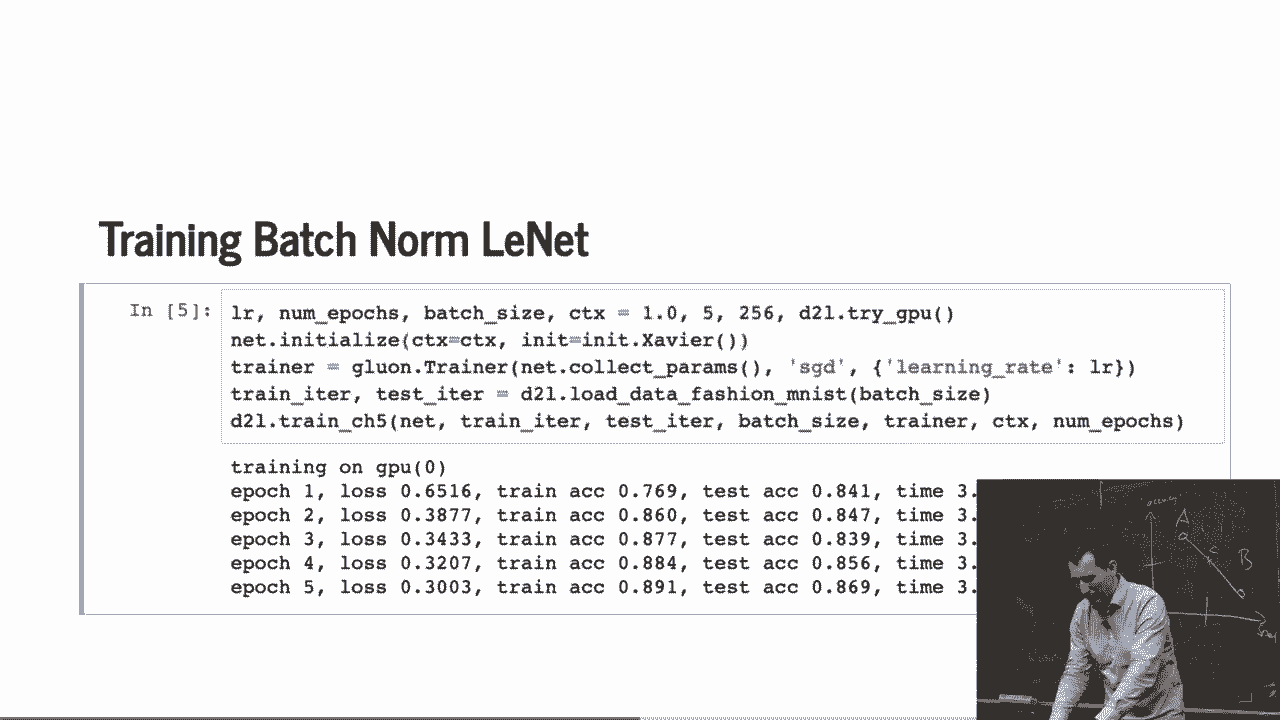 Training Batch Norm LeNet
In [5]:
lr, num_epochs, batch_size, ctx = 1.0, 5, 256, d2l.try_gpu()
net.initialize(ctx=ctx, init=init.Xavier())
trainer = gluon.Trainer(net.collect_params(), 'sgd', {'learning_rate': lr})
train_iter, test_iter = d2l.load_data_fashion_mnist(batch_size)
d2l.train_ch5(net, train_iter, test_iter, batch_size, trainer, ctx, num_epochs)
training on gpu(0)
epoch 1, loss 0.6516, train acc 0.769, test acc 0.841, time 3.
epoch 2, loss 0.3877, train acc 0.860, test acc 0.847, time 3.
epoch 3, loss 0.3433, train acc 0.877, test acc 0.839, time 3.
epoch 4, loss 0.3207, train acc 0.884, test acc 0.856, time 3.
epoch 5, loss 0.3003, train acc 0.891, test acc 0.869, time 3.
accuracy
A
C
B